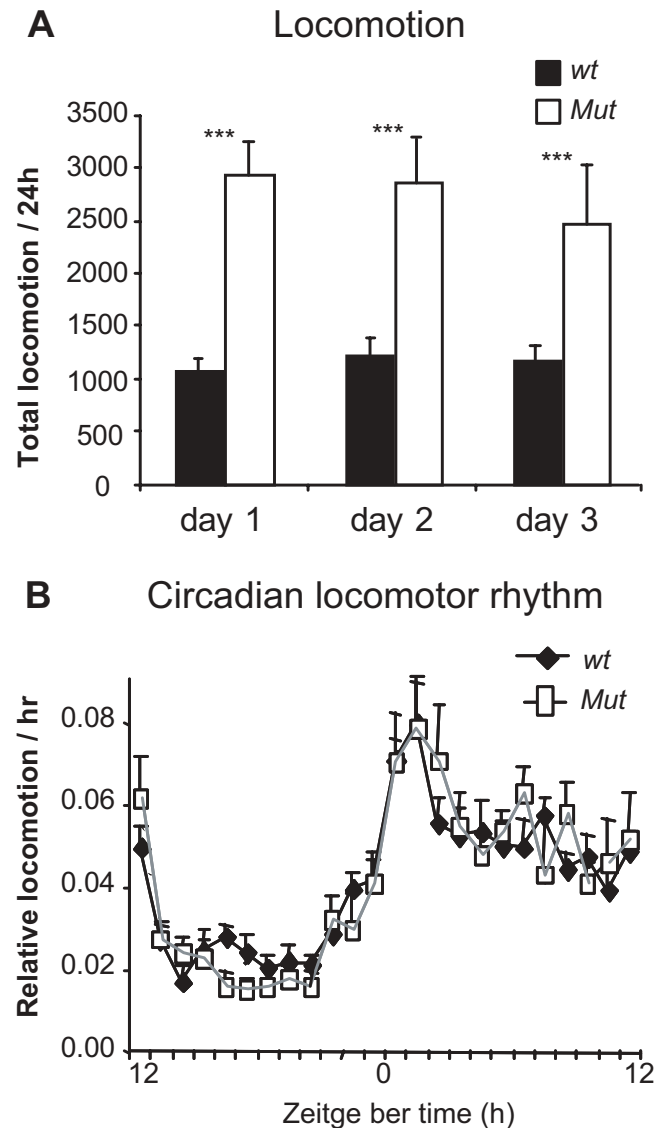 A
Locomotion
wt
Mut
Total locomotion / 24h
3500
3000
2500
2000
1500
1000
500
0
***
***
***
day 1
day 2
day 3
B
Circadian locomotor rhythm
wt
Mut
Relative locomotion / hr
0.08
0.06
0.04
0.02
0.00
12
0
12
Zeitge ber time (h)